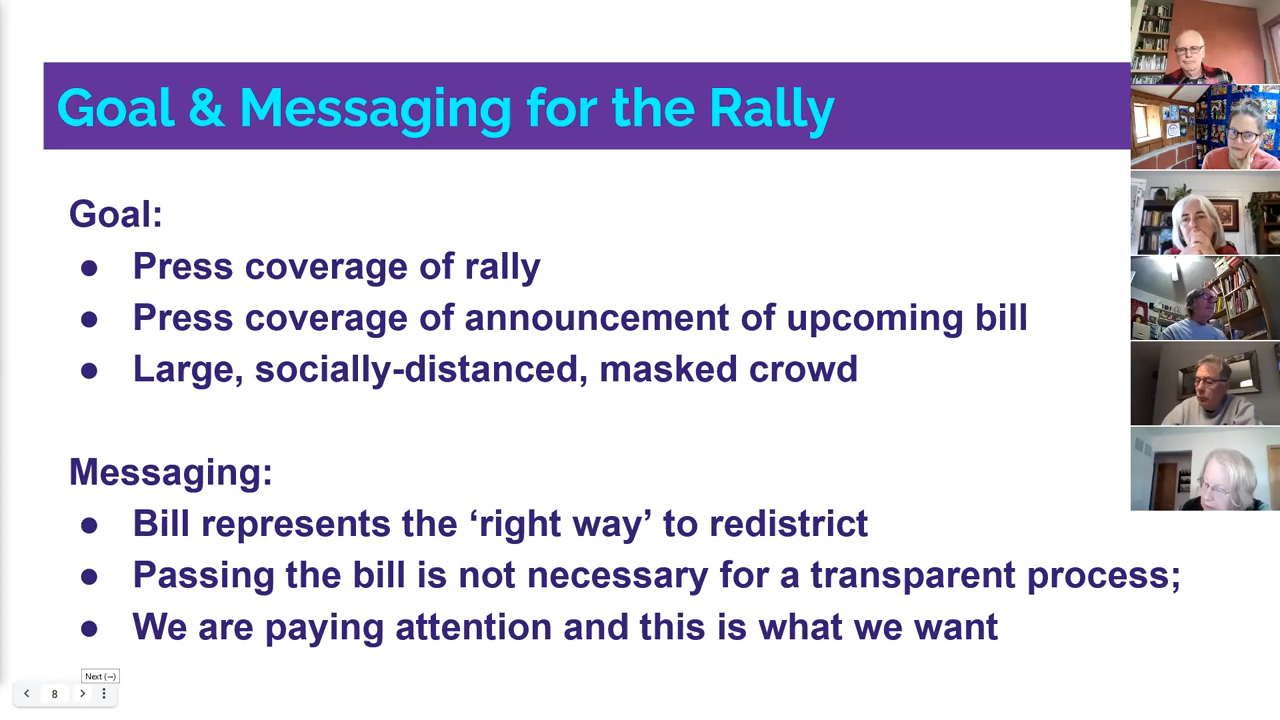 Goal & Messaging for the Rally
Goal:
● Press coverage of rally
● Press coverage of announcement of upcoming bill
● Large, socially-distanced, masked crowd
Messaging:
● Bill represents the ‘right way’ to redistrict
● Passing the bill is not necessary for a transparent process;
● We are paying attention and this is what we want
Next (→)
8